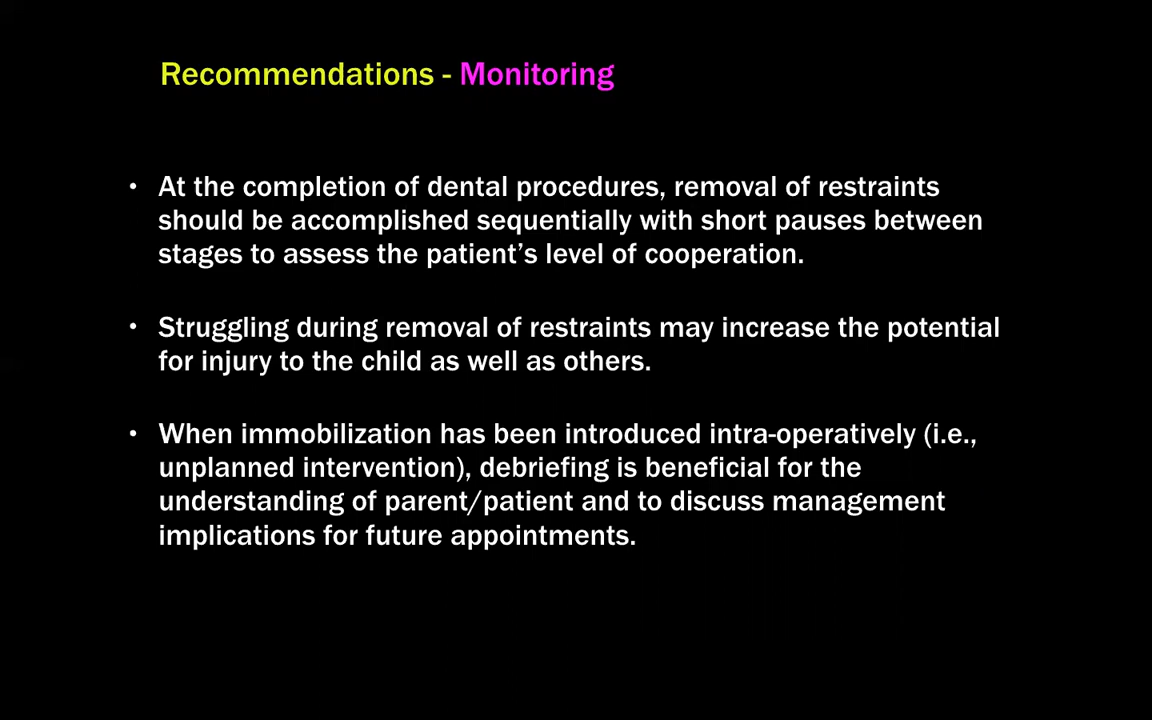 Recommendations - Monitoring
• At the completion of dental procedures, removal of restraints
should be accomplished sequentially with short pauses between
stages to assess the patient’s level of cooperation.
• Struggling during removal of restraints may increase the potential
for injury to the child as well as others.
• When immobilization has been introduced intra-operatively (i.e.,
unplanned intervention), debriefing is beneficial for the
understanding of parent/patient and to discuss management
implications for future appointments.